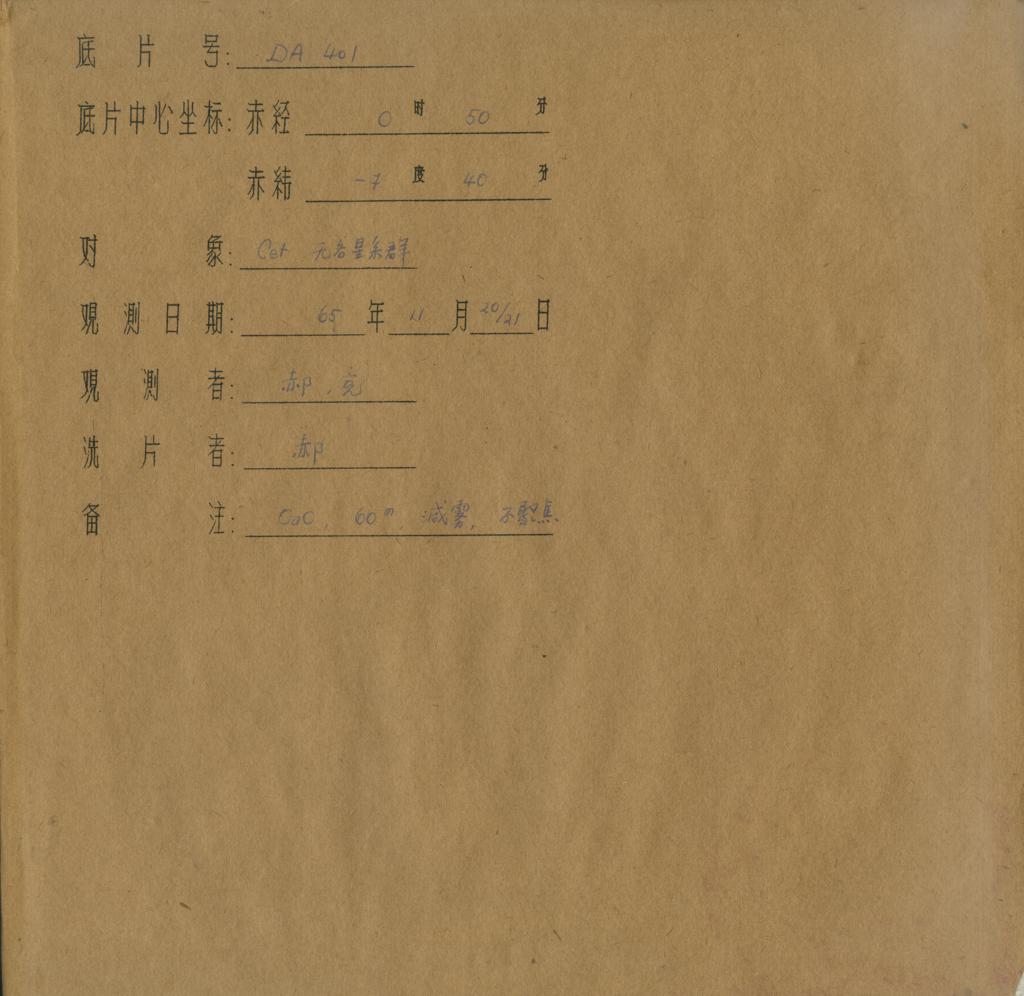 底片号: DA 401
底片中心坐标: 赤经 0 时 50 分
赤纬 -7 度 40 分
对象: Cet 无名星系群
观测日期: 65 年 11 月 20/21 日
观测者: 郝, 亮
洗片者: 郝
备注: OaO, 60m, 减雾, 不聚焦